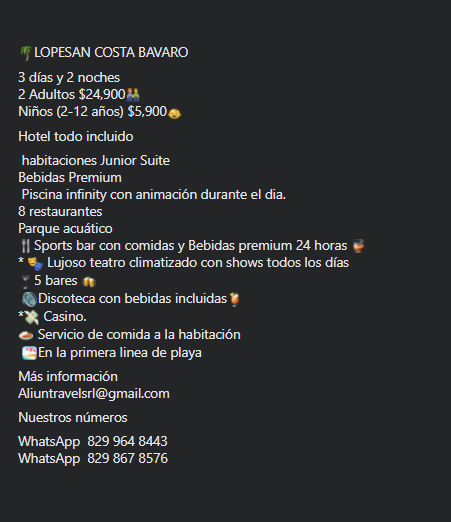 🌴LOPESAN COSTA BAVARO
3 días y 2 noches
2 Adultos $24,900👫
Niños (2-12 años) $5,900👶
Hotel todo incluido
habitaciones Junior Suite
Bebidas Premium
Piscina infinity con animación durante el dia.
8 restaurantes
Parque acuático
🍴Sports bar con comidas y Bebidas premium 24 horas 🍹
* 🎭 Lujoso teatro climatizado con shows todos los días
🍸5 bares 🍻
💿Discoteca con bebidas incluidas🍹
*💸 Casino.
🍝 Servicio de comida a la habitación
🏖En la primera linea de playa
Más información
Aliuntravelsrl@gmail.com
Nuestros números
WhatsApp 829 964 8443
WhatsApp 829 867 8576